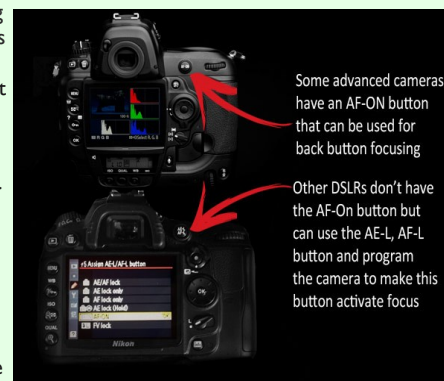 g
s
t
.
e
Some advanced cameras
have an AF-ON button
that can be used for
back button focusing
Other DSLRs don’t have
the AF-On button but
can use the AE-L, AF-L
button and program
the camera to make this
button activate focus
f5 Assign AE-L/AF-L button
AE/AF lock
AE lock only
AF lock only
AE lock (Hold)
AF-ON
FV lock
OK
Nikon